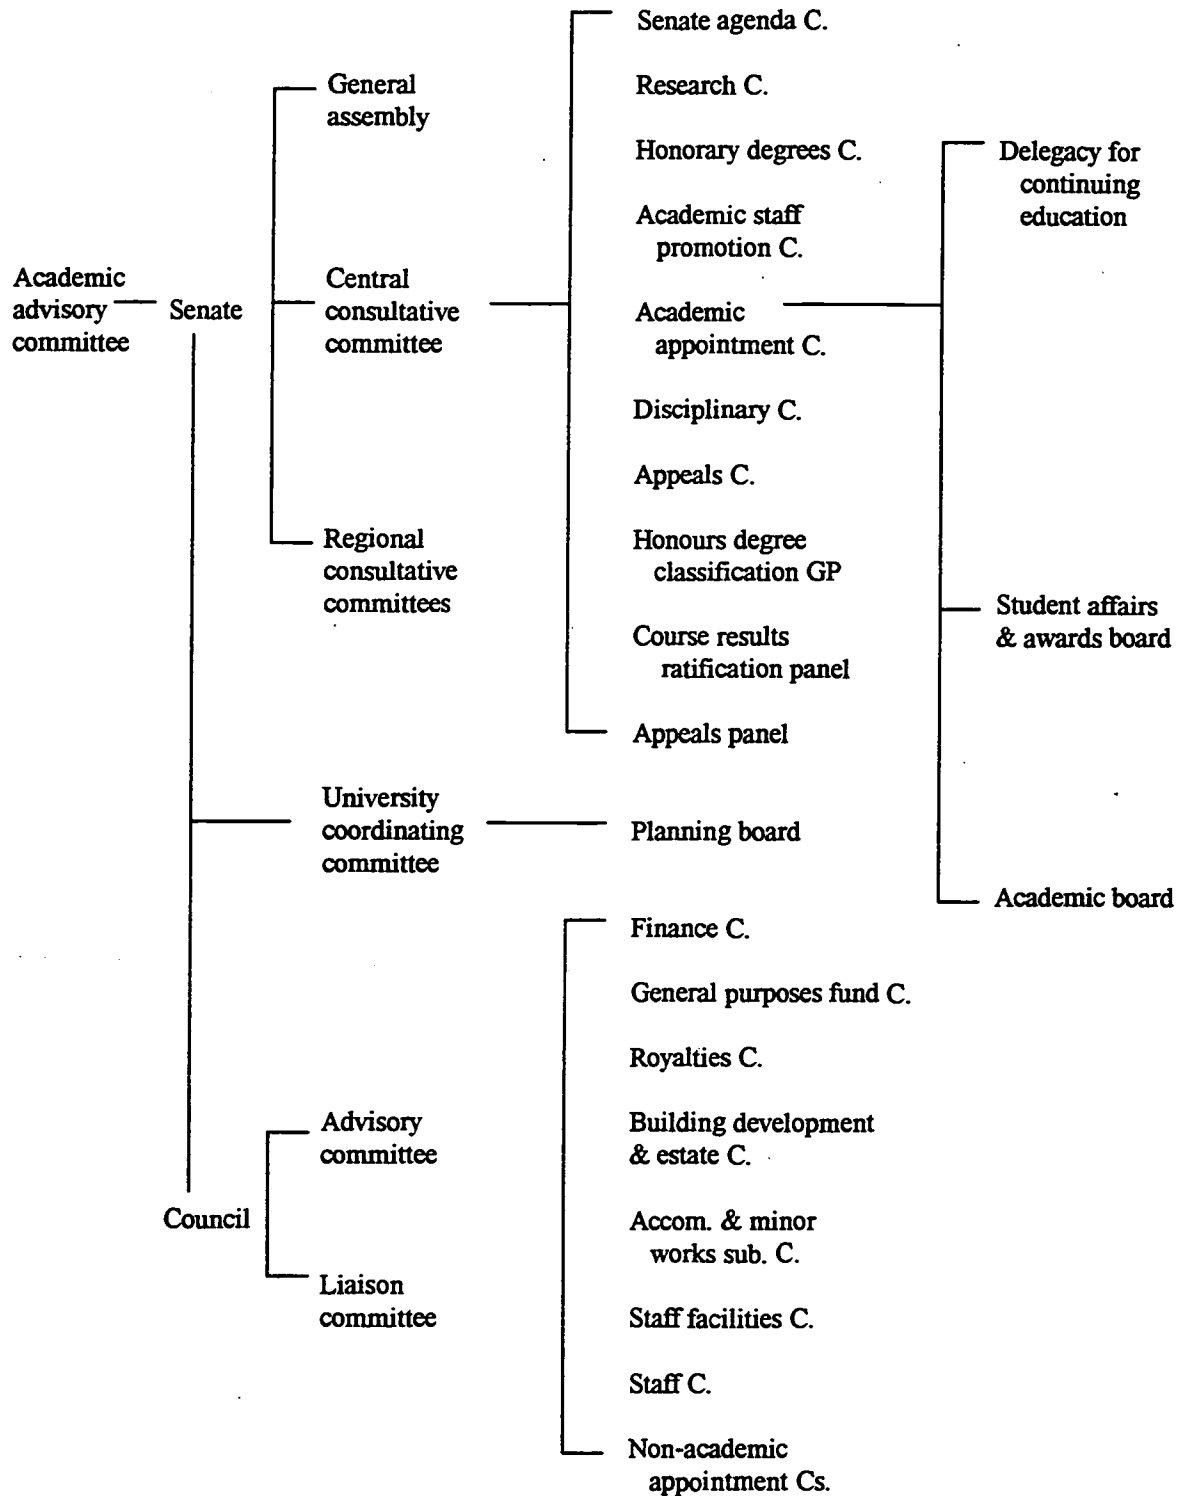 Academic
advisory
committee
Senate
General
assembly
Central
consultative
committee
Regional
consultative
committees
Senate agenda C.
Research C.
Honorary degrees C.
Academic staff
promotion C.
Academic
appointment C.
Disciplinary C.
Appeals C.
Honours degree
classification GP
Course results
ratification panel
Appeals panel
Delegacy for
continuing
education
Student affairs
& awards board
Academic board
University
coordinating
committee
Planning board
Council
Advisory
committee
Liaison
committee
Finance C.
General purposes fund C.
Royalties C.
Building development
& estate C.
Accom. & minor
works sub. C.
Staff facilities C.
Staff C.
Non-academic
appointment Cs.